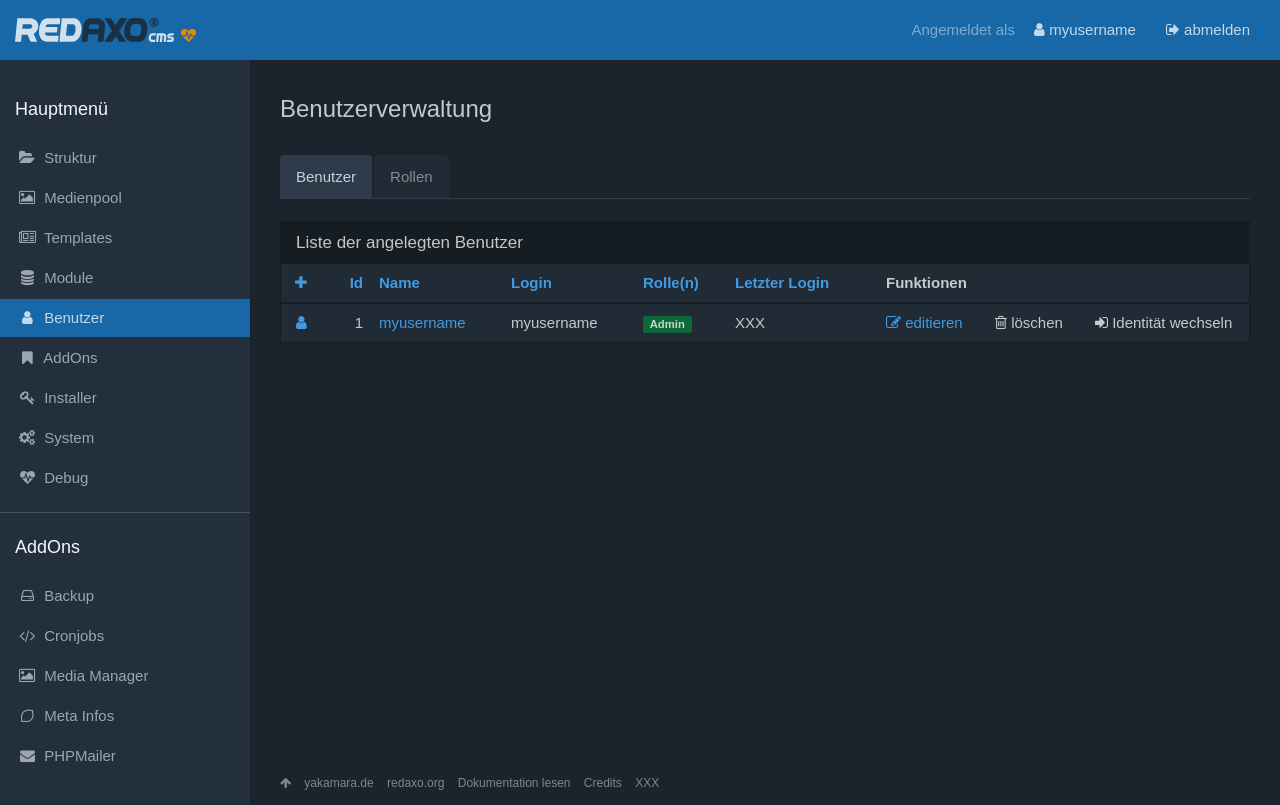 REDAXO® cms
Angemeldet als myusername abmelden
Hauptmenü
Struktur
Medienpool
Templates
Module
Benutzer
AddOns
Installer
System
Debug
AddOns
Backup
Cronjobs
Media Manager
Meta Infos
PHPMailer
Benutzerverwaltung
Benutzer Rollen
Liste der angelegten Benutzer
Id Name Login Rolle(n) Letzter Login Funktionen
1 myusername myusername Admin XXX editieren löschen Identität wechseln
yakamara.de redaxo.org Dokumentation lesen Credits XXX